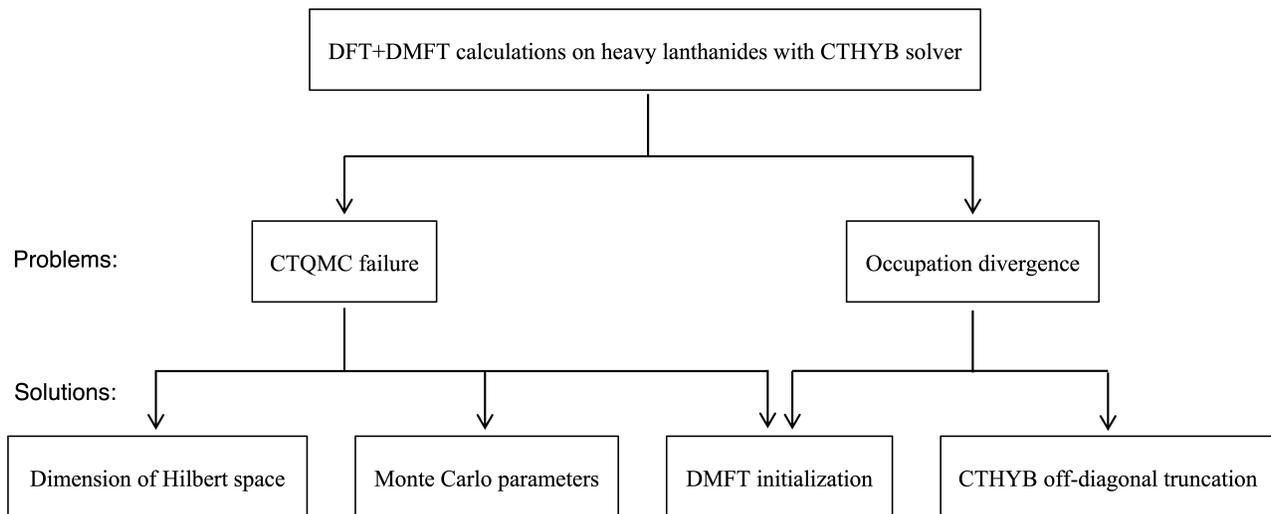 DFT+DMFT calculations on heavy lanthanides with CTHYB solver
Problems:
CTQMC failure
Occupation divergence
Solutions:
Dimension of Hilbert space
Monte Carlo parameters
DMFT initialization
CTHYB off-diagonal truncation